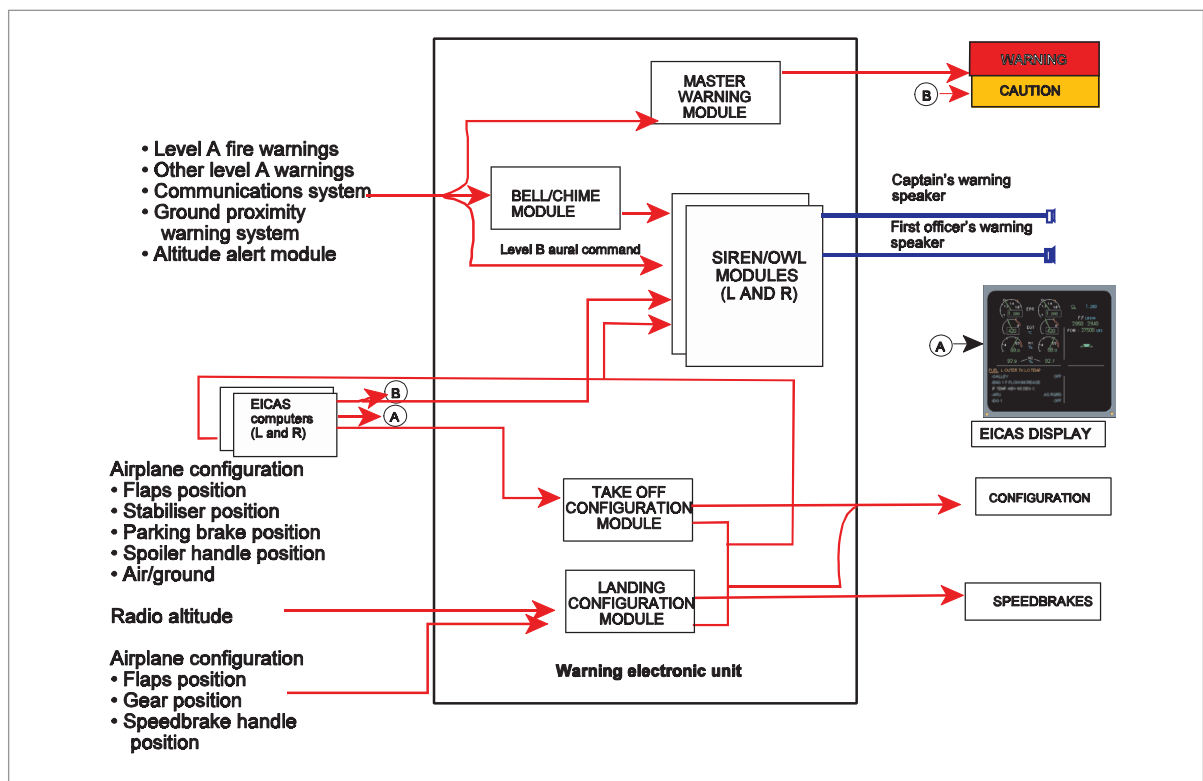 WARNING
CAUTION
B
MASTER
WARNING
MODULE
• Level A fire warnings
• Other level A warnings
• Communications system
• Ground proximity
warning system
• Altitude alert module
BELL/CHIME
MODULE
Level B aural command
SIREN/OWL
MODULES
(L AND R)
Captain's warning
speaker
First officer's warning
speaker
A
EICAS DISPLAY
EICAS
computers
(L and R)
B
A
Airplane configuration
• Flaps position
• Stabiliser position
• Parking brake position
• Spoiler handle position
• Air/ground
TAKE OFF
CONFIGURATION
MODULE
CONFIGURATION
Radio altitude
LANDING
CONFIGURATION
MODULE
SPEEDBRAKES
Airplane configuration
• Flaps position
• Gear position
• Speedbrake handle
position
Warning electronic unit